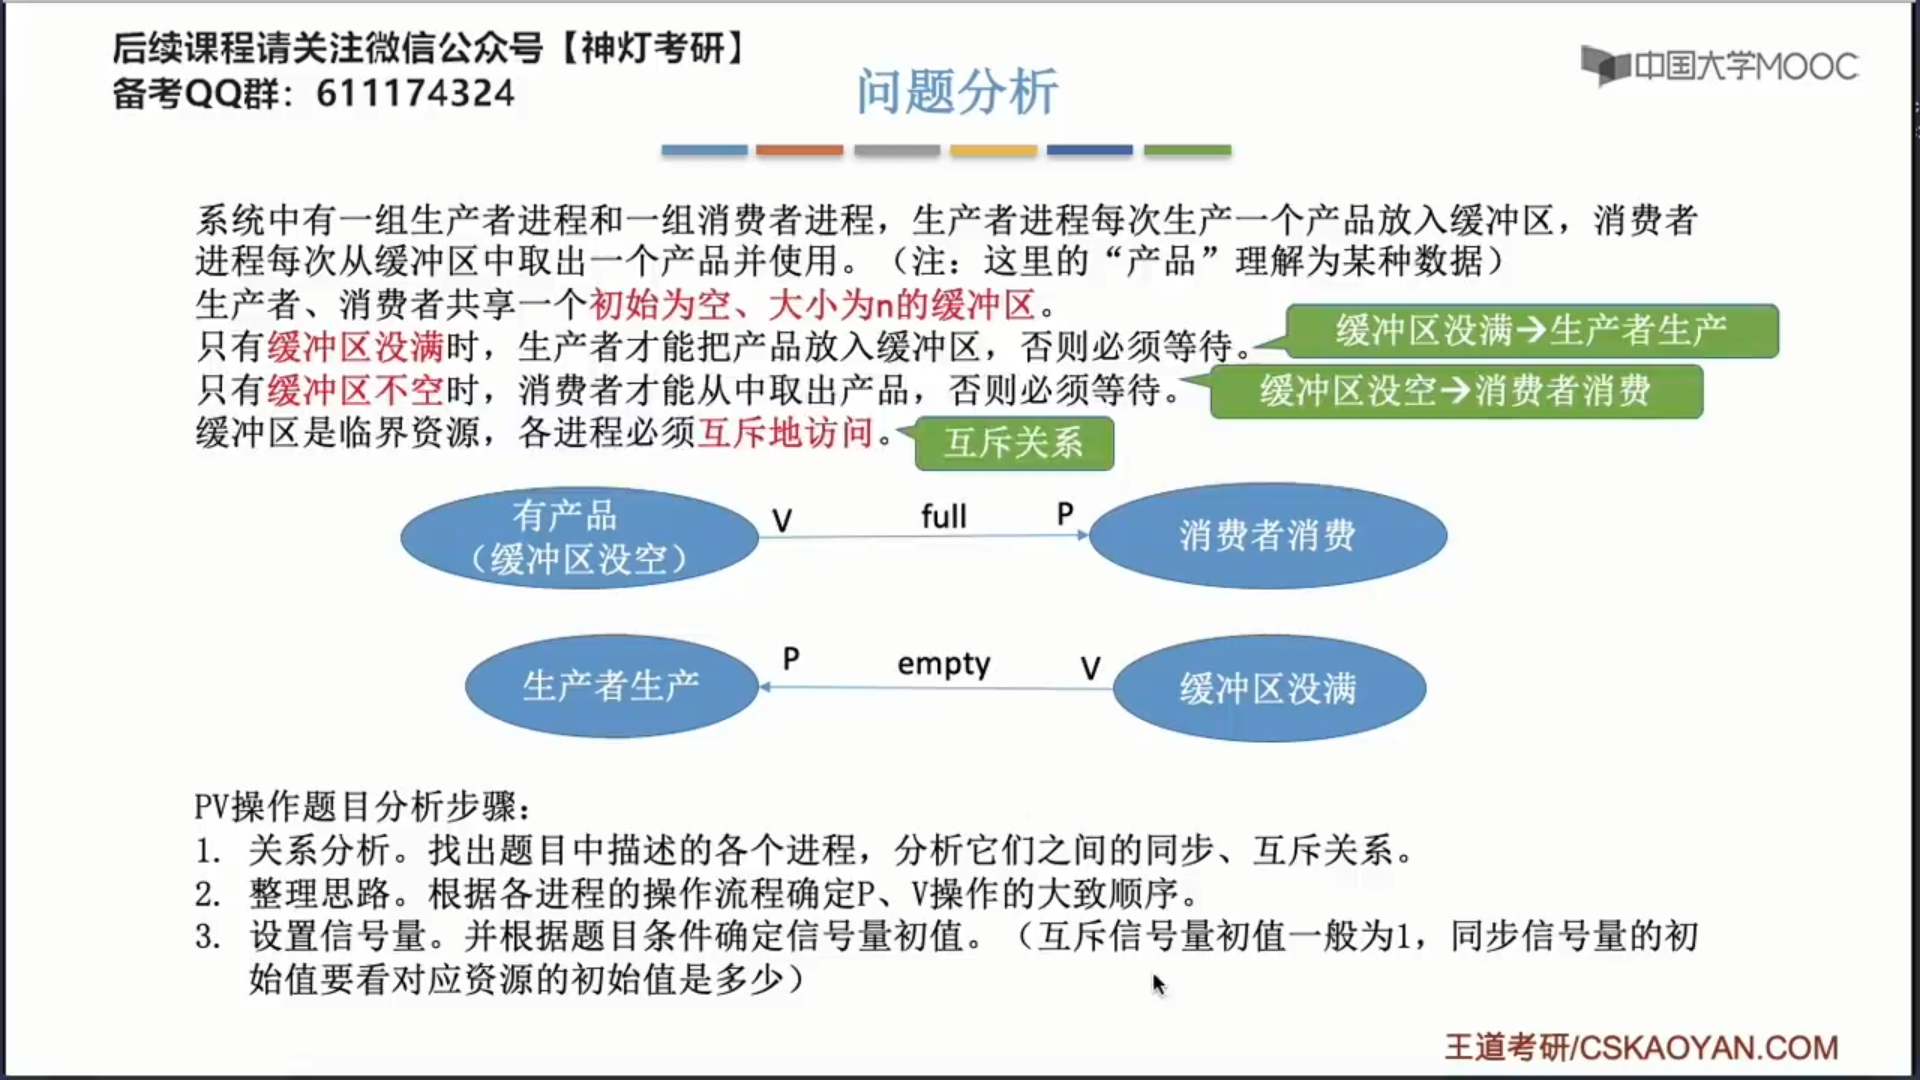 后续课程请关注微信公众号【神灯考研】
备考QQ群：611174324
中国大学MOOC
问题分析
系统中有一组生产者进程和一组消费者进程，生产者进程每次生产一个产品放入缓冲区，消费者
进程每次从缓冲区中取出一个产品并使用。（注：这里的“产品”理解为某种数据）
生产者、消费者共享一个初始为空、大小为n的缓冲区。
只有缓冲区没满时，生产者才能把产品放入缓冲区，否则必须等待。
缓冲区没满→生产者生产
只有缓冲区不空时，消费者才能从中取出产品，否则必须等待。
缓冲区没空→消费者消费
缓冲区是临界资源，各进程必须互斥地访问。
互斥关系
有产品
（缓冲区没空）
V full P
消费者消费
生产者生产
P empty V
缓冲区没满
PV操作题目分析步骤：
1. 关系分析。找出题目中描述的各个进程，分析它们之间的同步、互斥关系。
2. 整理思路。根据各进程的操作流程确定P、V操作的大致顺序。
3. 设置信号量。并根据题目条件确定信号量初值。（互斥信号量初值一般为1，同步信号量的初
始值要看对应资源的初始值是多少）
王道考研/CSKAOYAN.COM